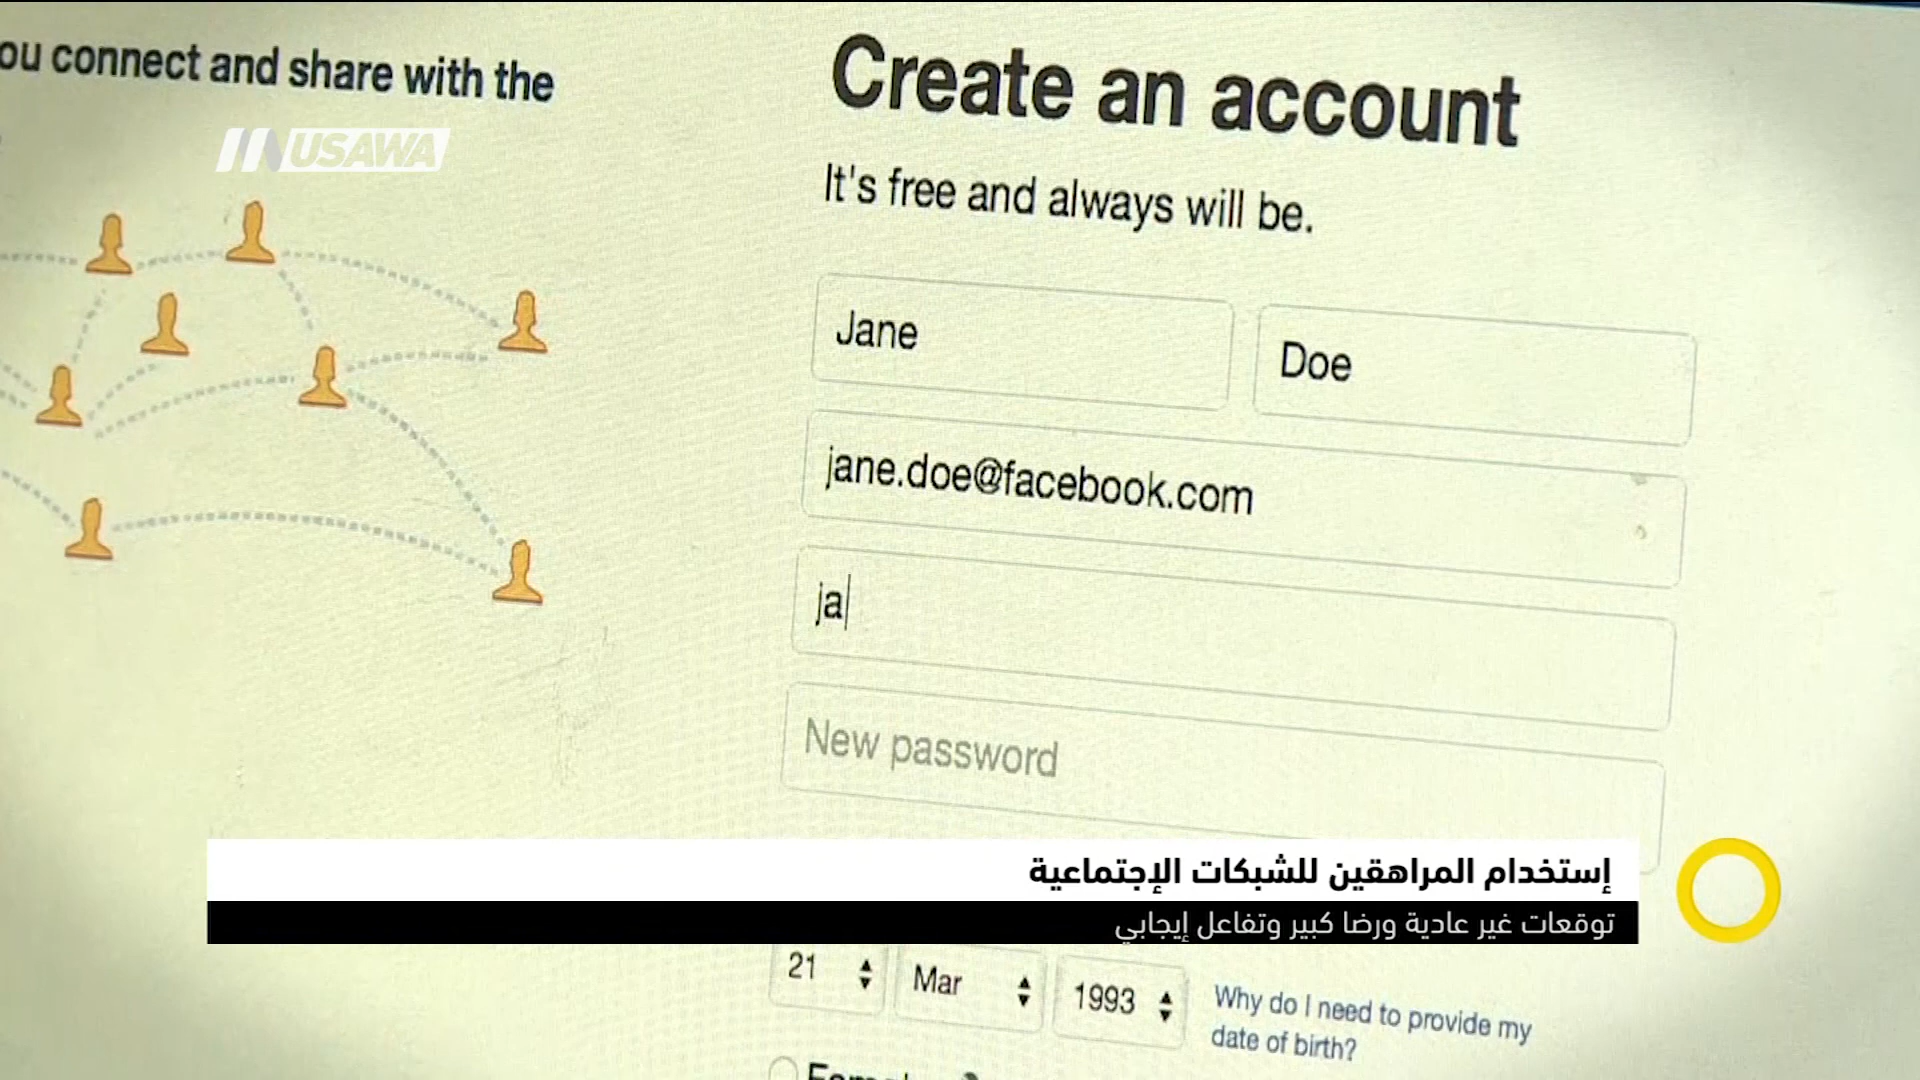 ou connect and share with the
USAWA
Create an account
It's free and always will be.
Jane
Doe
jane.doe@facebook.com
ja
New password
إستخدام المراهقين للشبكات الإجتماعية
توقعات غير عادية ورضا كبير وتفاعل إيجابي
21
Mar
1993
Why do I need to provide my
date of birth?